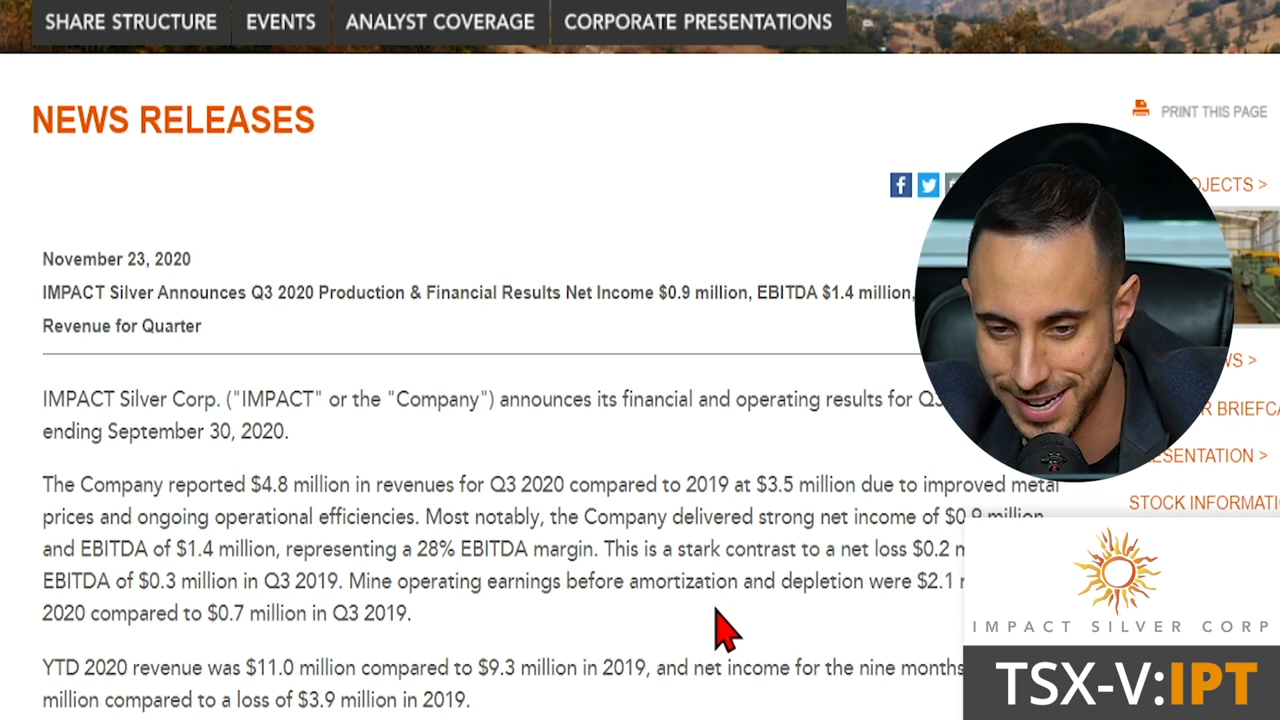 SHARE STRUCTURE EVENTS ANALYST COVERAGE CORPORATE PRESENTATIONS
NEWS RELEASES
PRINT THIS PAGE
November 23, 2020
IMPACT Silver Announces Q3 2020 Production & Financial Results Net Income $0.9 million, EBITDA $1.4 million,
Revenue for Quarter
IMPACT Silver Corp. ("IMPACT" or the "Company") announces its financial and operating results for
ending September 30, 2020.
The Company reported $4.8 million in revenues for Q3 2020 compared to 2019 at $3.5 million due to improved metal
prices and ongoing operational efficiencies. Most notably, the Company delivered strong net income of $0.9 million
and EBITDA of $1.4 million, representing a 28% EBITDA margin. This is a stark contrast to a net loss $0.2
EBITDA of $0.3 million in Q3 2019. Mine operating earnings before amortization and depletion were $2.1
2020 compared to $0.7 million in Q3 2019.
YTD 2020 revenue was $11.0 million compared to $9.3 million in 2019, and net income for the nine months
million compared to a loss of $3.9 million in 2019.
OJECTS >
WS >
R BRIEFCA
ESENTATION >
STOCK INFORMATI
IMPACT SILVER CORP
TSX-V:IPT